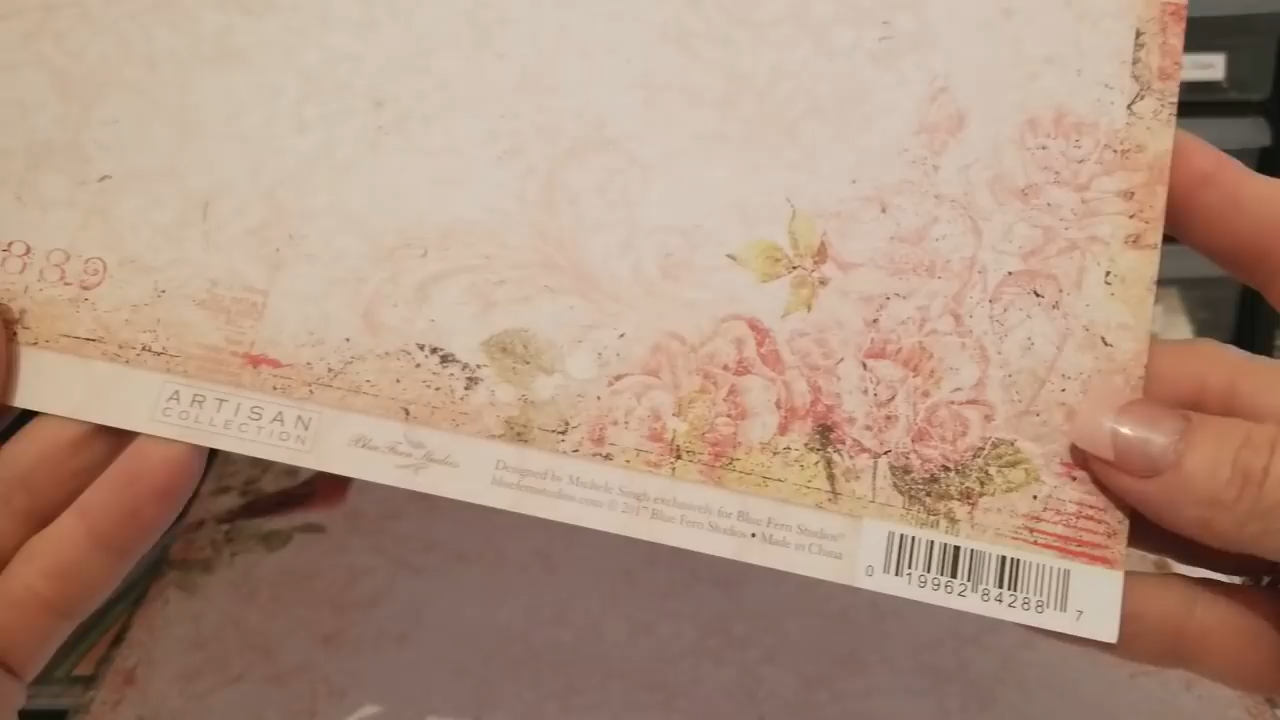 889
ARTISAN
COLLECTION
Blue Fern Studios
Designed by Michele Singh exclusively for Blue Fern Studios®
bluefernstudios.com © 2017 Blue Fern Studios • Made in China
0 19962 84288 7